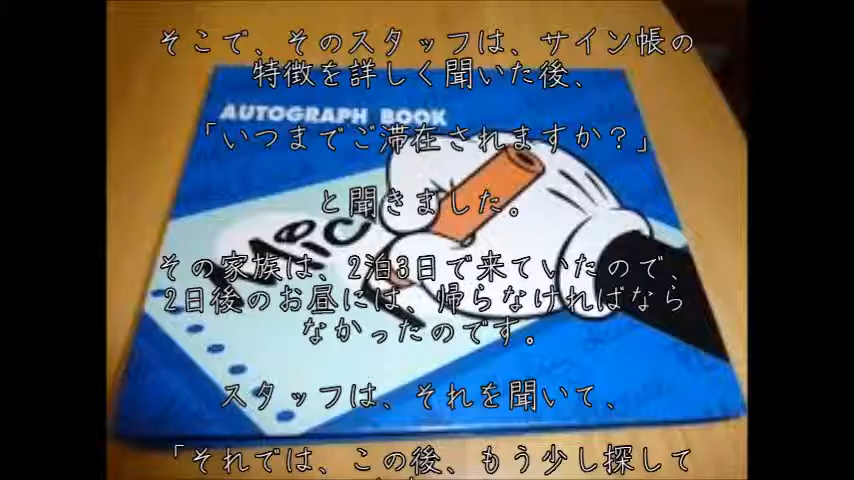 そこで、そのスタッフは、サイン帳の
特徴を詳しく聞いた後、
AUTOGRAPH BOOK
「いつまでご滞在されますか？」
と聞きました。
Mic
その家族は、2泊3日で来ていたので、
2日後のお昼には、帰らなければなら
なかったのです。
スタッフは、それを聞いて、
「それでは、この後、もう少し探して